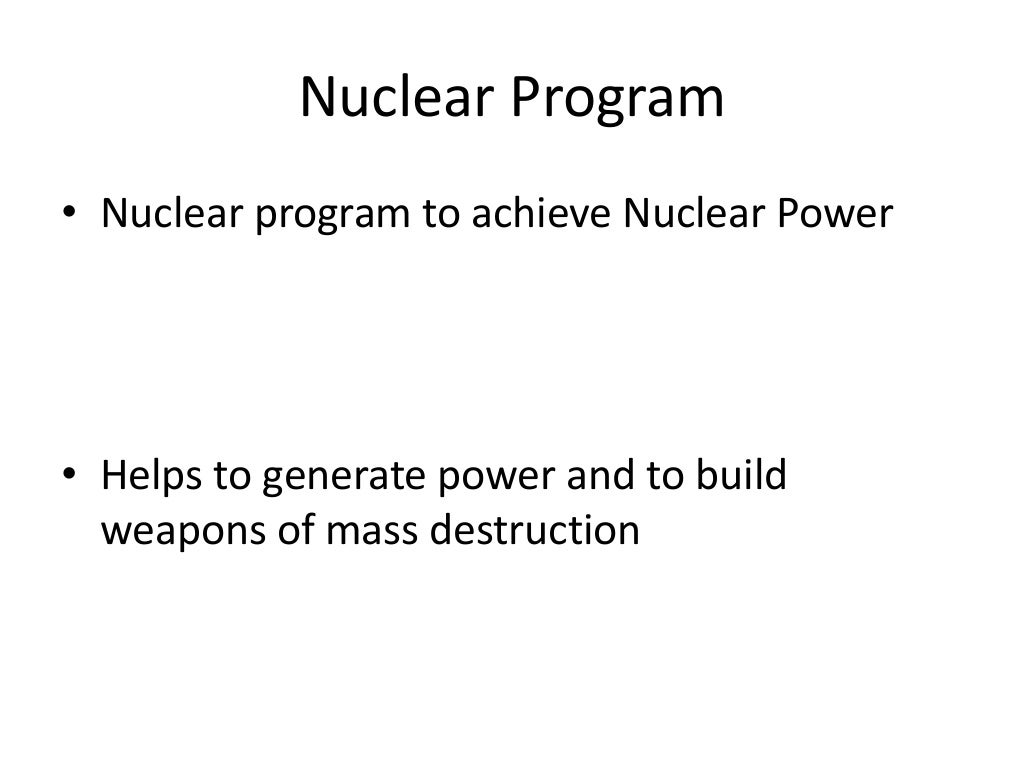 Nuclear Program
• Nuclear program to achieve Nuclear Power
• Helps to generate power and to build
weapons of mass destruction